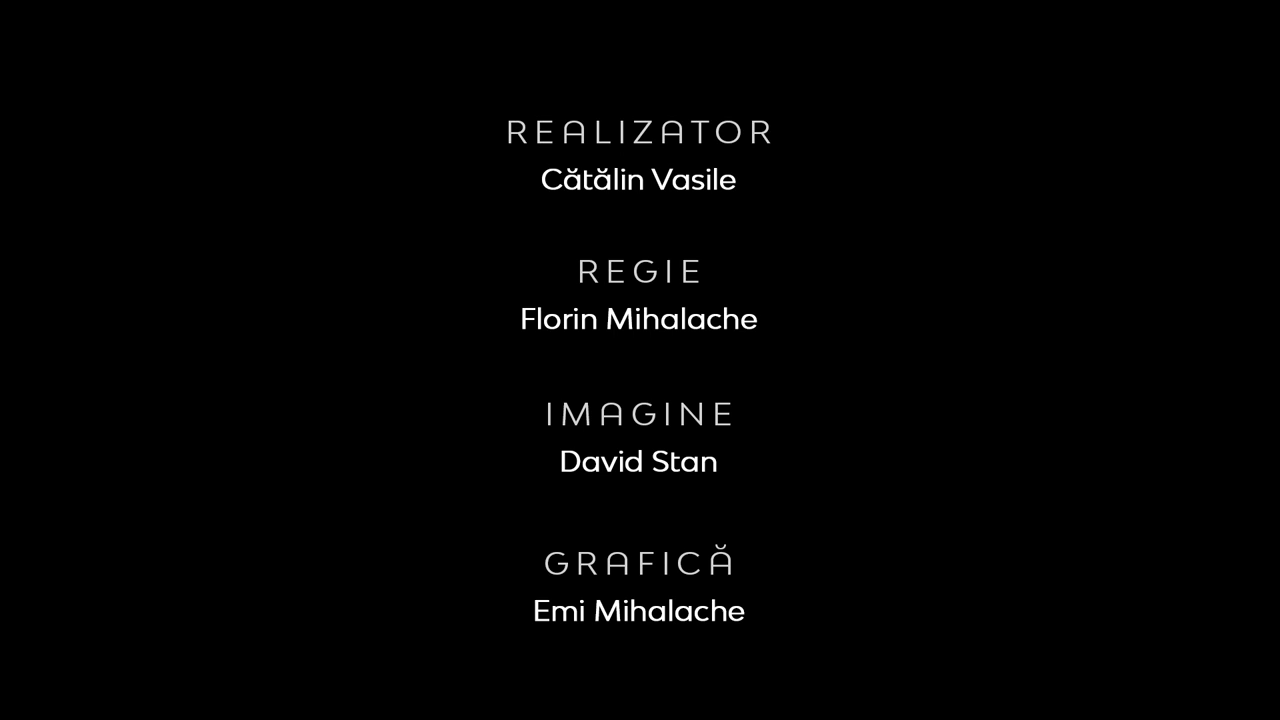 REALIZATOR
Cătălin Vasile
REGIE
Florin Mihalache
IMAGINE
David Stan
GRAFICĂ
Emi Mihalache